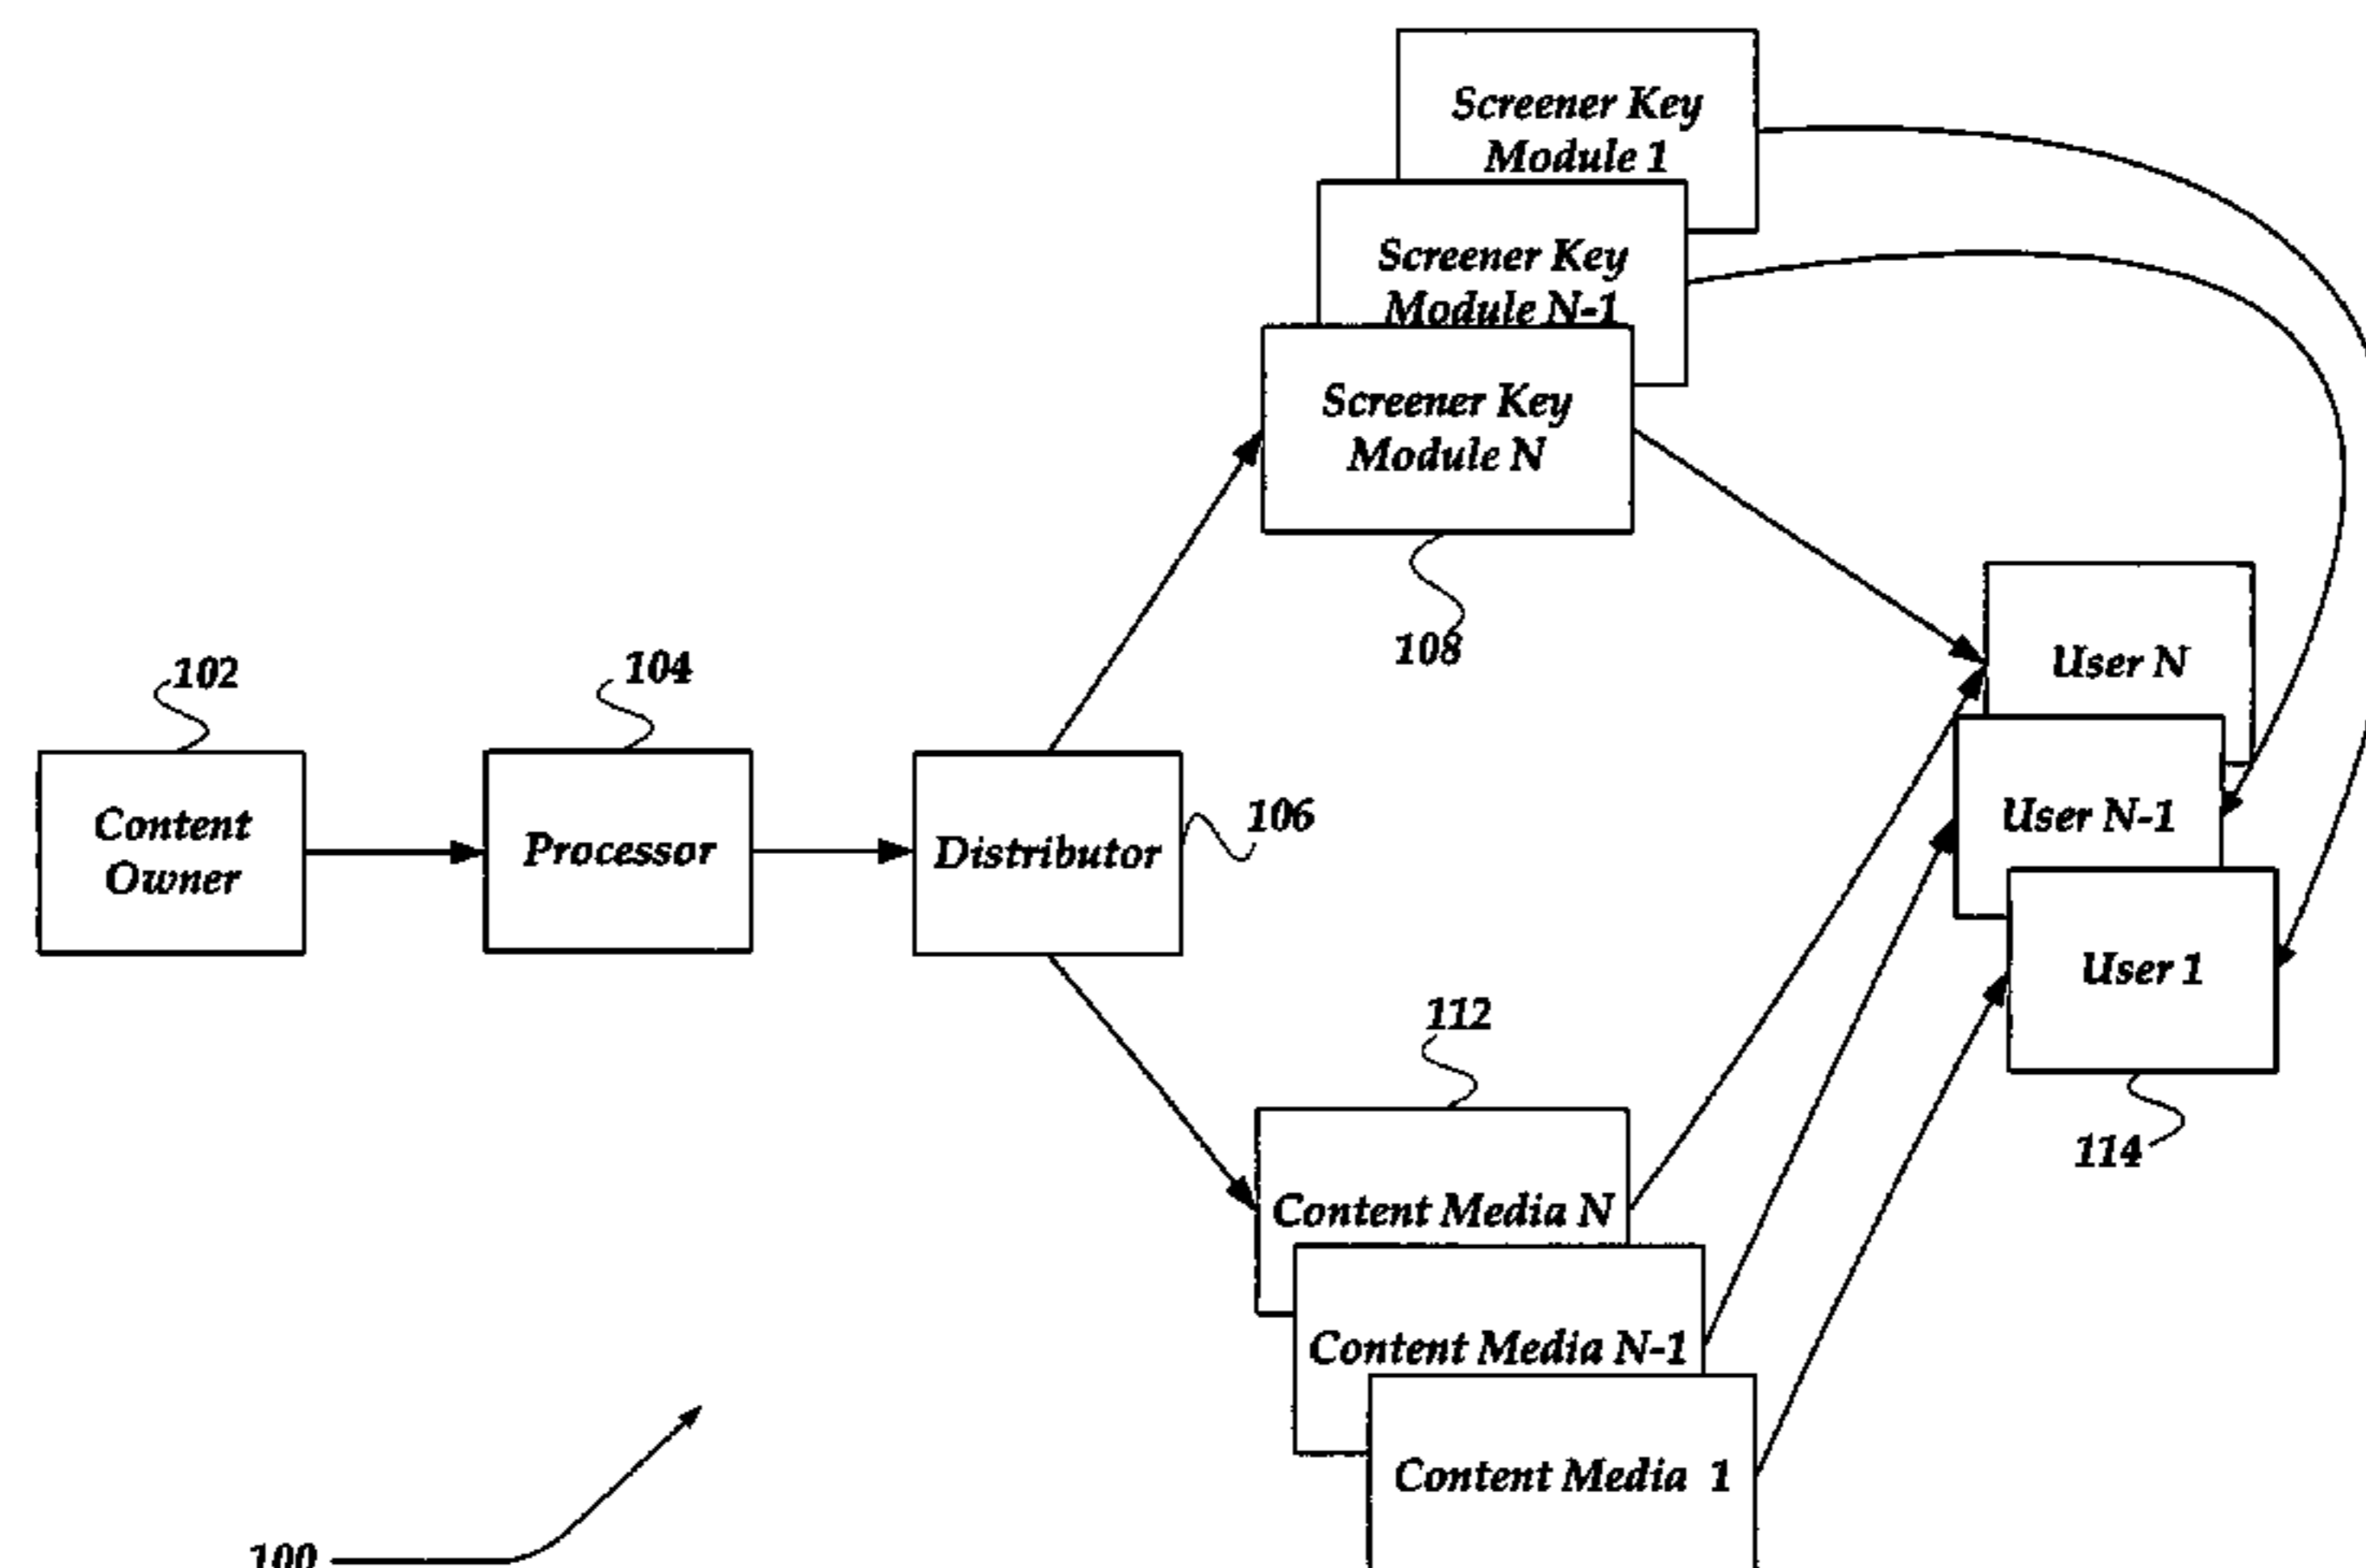 Screener Key
Module 1
Screener Key
Module N-1
Screener Key
Module N
108
102
104
User N
Content
Owner
Processor
Distributor
106
User N-1
User 1
112
114
Content Media N
Content Media N-1
Content Media 1
100